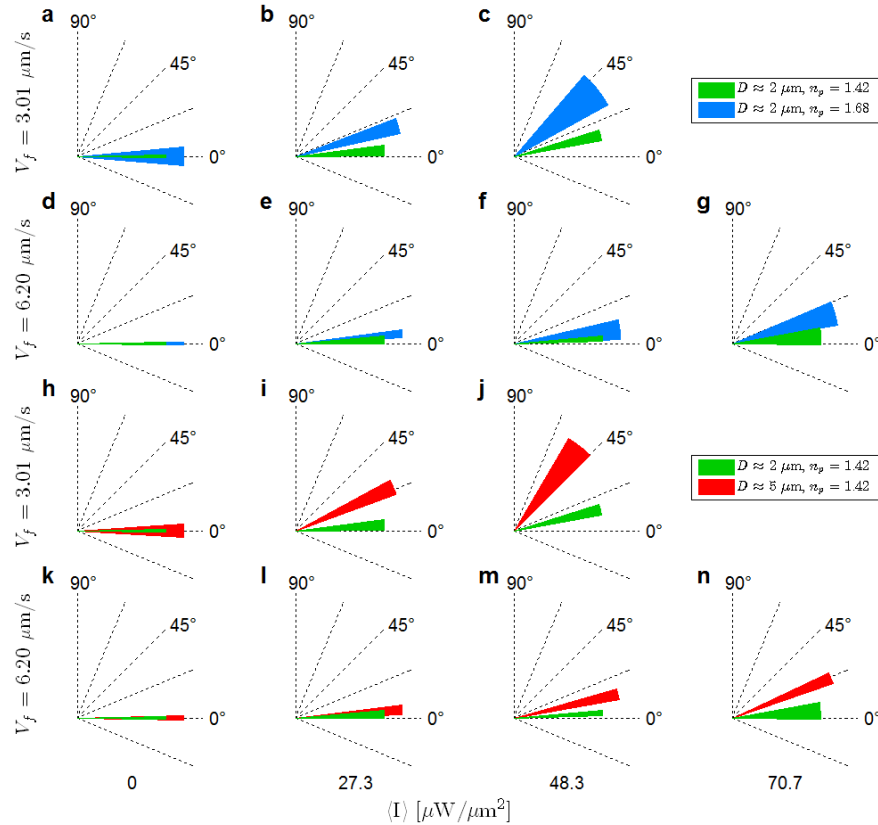 a b c
90° 90° 90°
45° 45° 45°
0° 0° 0°
V_f = 3.01 μm/s
D ≈ 2 μm, n_p = 1.42
D ≈ 2 μm, n_p = 1.68
d e f g
90° 90° 90° 90°
45° 45° 45° 45°
0° 0° 0° 0°
V_f = 6.20 μm/s
h i j
90° 90° 90°
45° 45° 45°
0° 0° 0°
V_f = 3.01 μm/s
D ≈ 2 μm, n_p = 1.42
D ≈ 5 μm, n_p = 1.42
k l m n
90° 90° 90° 90°
45° 45° 45° 45°
0° 0° 0° 0°
V_f = 6.20 μm/s
0 27.3 48.3 70.7
⟨I⟩ [μW/μm²]